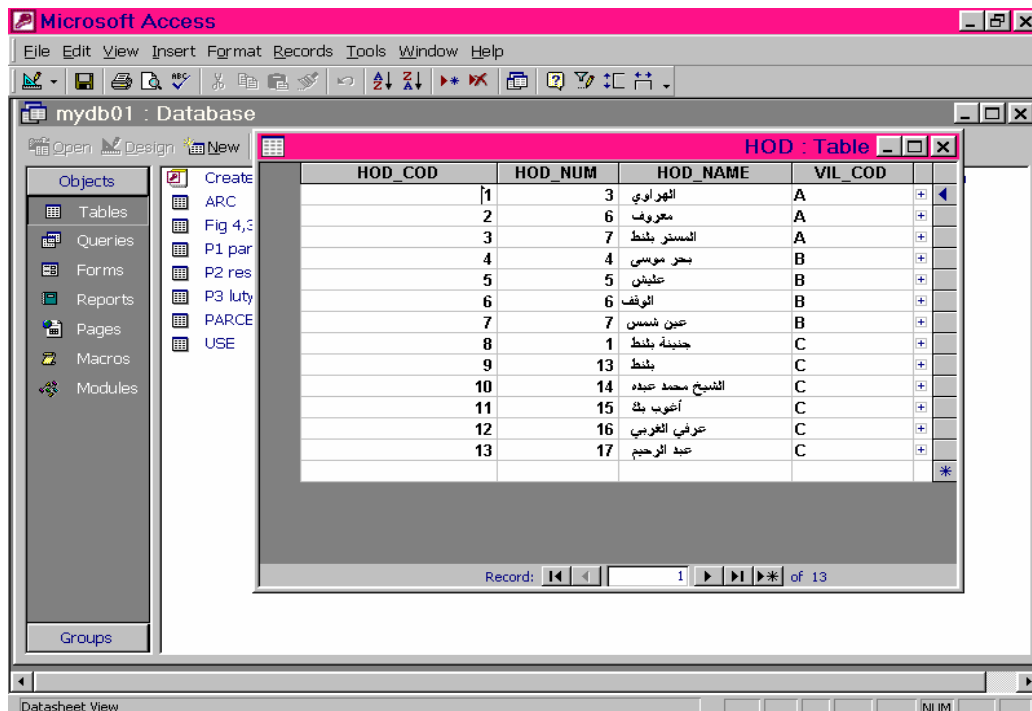 Microsoft Access
File Edit View Insert Format Records Tools Window Help
mydb01 : Database
Open Design New
HOD : Table
Objects
Tables
Queries
Forms
Reports
Pages
Macros
Modules
Groups
Create
ARC
Fig 4,3
P1 par
P2 res
P3 luty
PARCE
USE
HOD_COD HOD_NUM HOD_NAME VIL_COD
1 3 الهراوي A
2 6 معروف A
3 7 المستر بلنط A
4 4 بحر موسى B
5 5 عليش B
6 6 الوقف B
7 7 عين شمس B
8 1 جنينة بلنط C
9 13 بلنط C
10 14 الشيخ محمد عبده C
11 15 أغوب بك C
12 16 عرفي الغربي C
13 17 عبد الرحيم C
Record: 1 of 13
Datasheet View NUM